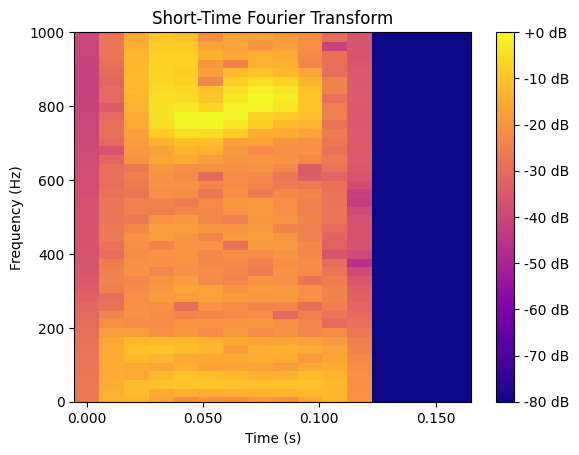 Short-Time Fourier Transform
1000
800
600
400
200
0
Frequency (Hz)
0.000
0.050
0.100
0.150
Time (s)
+0 dB
-10 dB
-20 dB
-30 dB
-40 dB
-50 dB
-60 dB
-70 dB
-80 dB